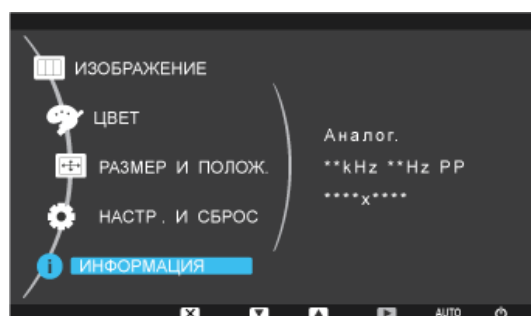 ИЗОБРАЖЕНИЕ
ЦВЕТ
РАЗМЕР И ПОЛОЖ.
НАСТР. И СБРОС
ИНФОРМАЦИЯ
Аналог.
**kHz **Hz PP
****x****
AUTO